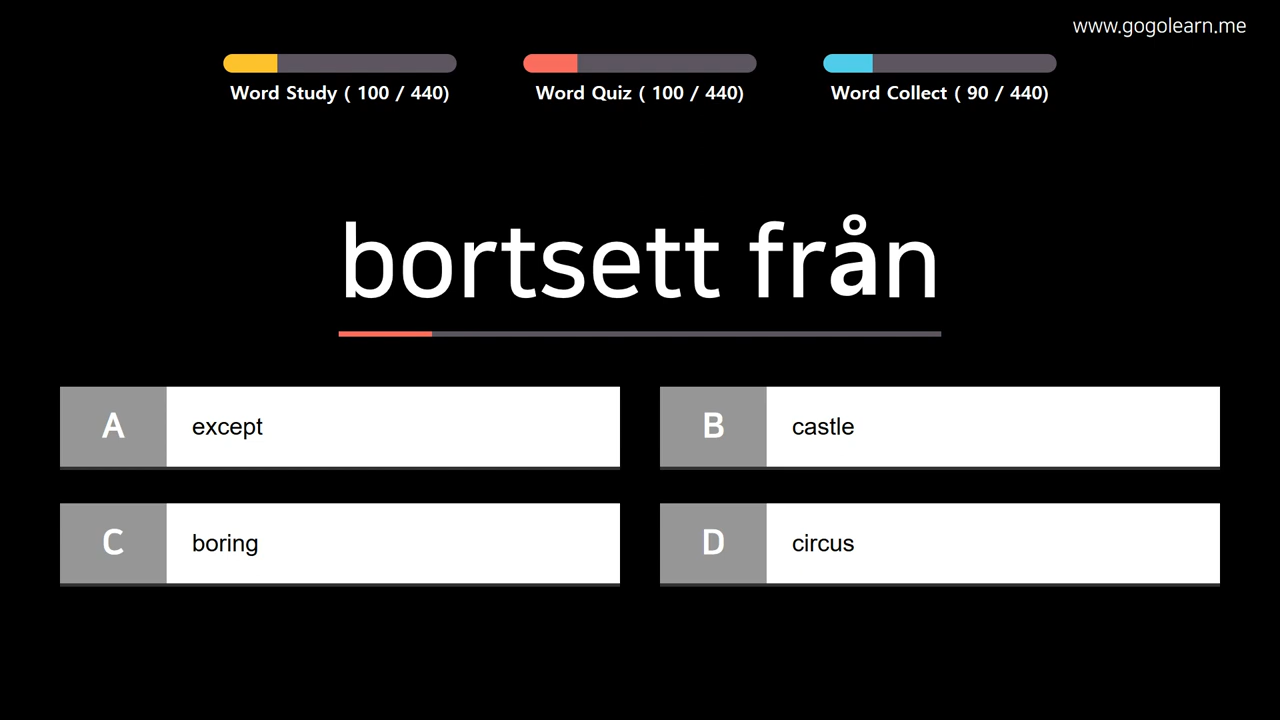 www.gogolearn.me
Word Study ( 100 / 440)
Word Quiz ( 100 / 440)
Word Collect ( 90 / 440)
bortsett från
A except
B castle
C boring
D circus